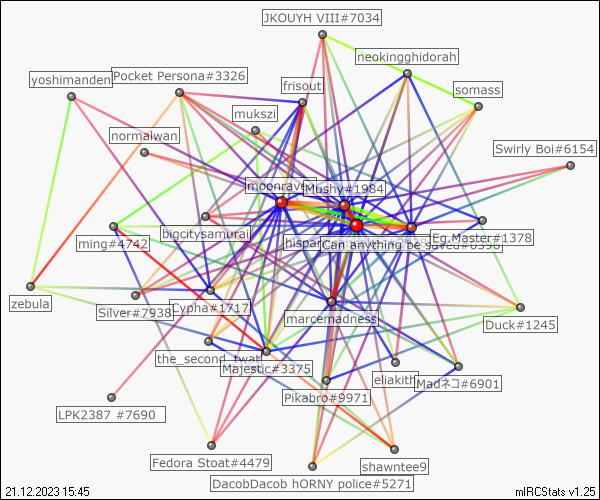 JKOUYH VIII#7034
neokingghidorah
Pocket Persona#3326
yoshimanden
frisout
somass
mukszi
normalwan
Swirly Boi#6154
moonrave
Mushy#1984
bigcitysamurai
Eg.Master#1378
ming#4742
hispar
Can anything be saved#0398
zebula
Silver#7938
Cypha#1717
marcemadness
Duck#1245
the_second_twat
Majestic#3375
eliakith
Madネコ#6901
Pikabro#9971
LPK2387 #7690
Fedora Stoat#4479
shawntee9
DacobDacob hORNY police#5271
21.12.2023 15:45
mIRCStats v1.25